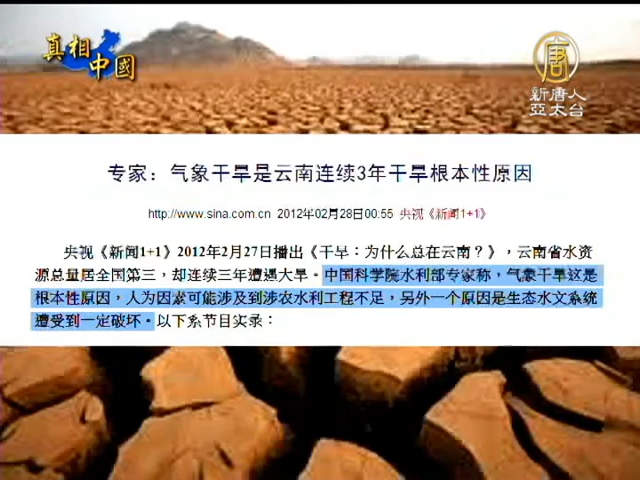 真相
中國
唐
新唐人
亞太台
专家：气象干旱是云南连续3年干旱根本性原因
http://www.sina.com.cn 2012年02月28日00:55 央视《新闻1+1》
央视《新闻1+1》2012年2月27日播出《干旱：为什么总在云南？》，云南省水资
源总量居全国第三，却连续三年遭遇大旱。中国科学院水利部专家称，气象干旱这是
根本性原因，人为因素可能涉及到涉农水利工程不足，另外一个原因是生态水文系统
遭受到一定破坏。以下系节目实录：